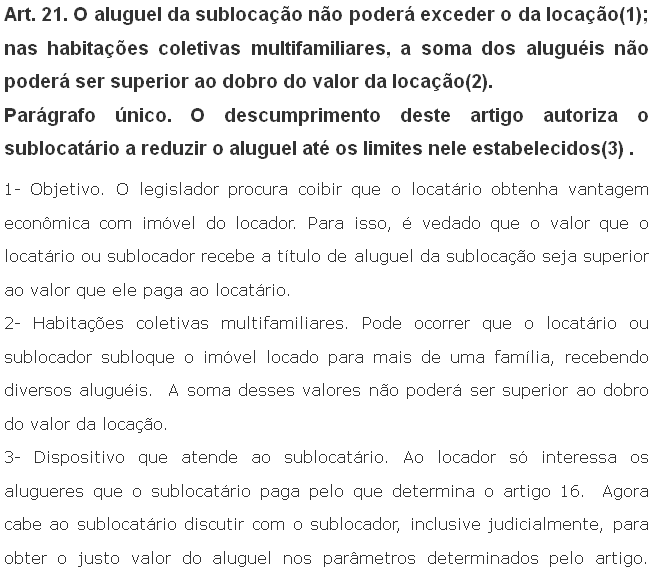 Art. 21. O aluguel da sublocação não poderá exceder o da locação(1);
nas habitações coletivas multifamiliares, a soma dos aluguéis não
poderá ser superior ao dobro do valor da locação(2).
Parágrafo único. O descumprimento deste artigo autoriza o
sublocatário a reduzir o aluguel até os limites nele estabelecidos(3) .
1- Objetivo. O legislador procura coibir que o locatário obtenha vantagem
econômica com imóvel do locador. Para isso, é vedado que o valor que o
locatário ou sublocador recebe a título de aluguel da sublocação seja superior
ao valor que ele paga ao locatário.
2- Habitações coletivas multifamiliares. Pode ocorrer que o locatário ou
sublocador subloque o imóvel locado para mais de uma família, recebendo
diversos aluguéis.  A soma desses valores não poderá ser superior ao dobro
do valor da locação.
3- Dispositivo que atende ao sublocatário. Ao locador só interessa os
alugueres que o sublocatário paga pelo que determina o artigo 16.  Agora
cabe ao sublocatário discutir com o sublocador, inclusive judicialmente, para
obter o justo valor do aluguel nos parâmetros determinados pelo artigo.